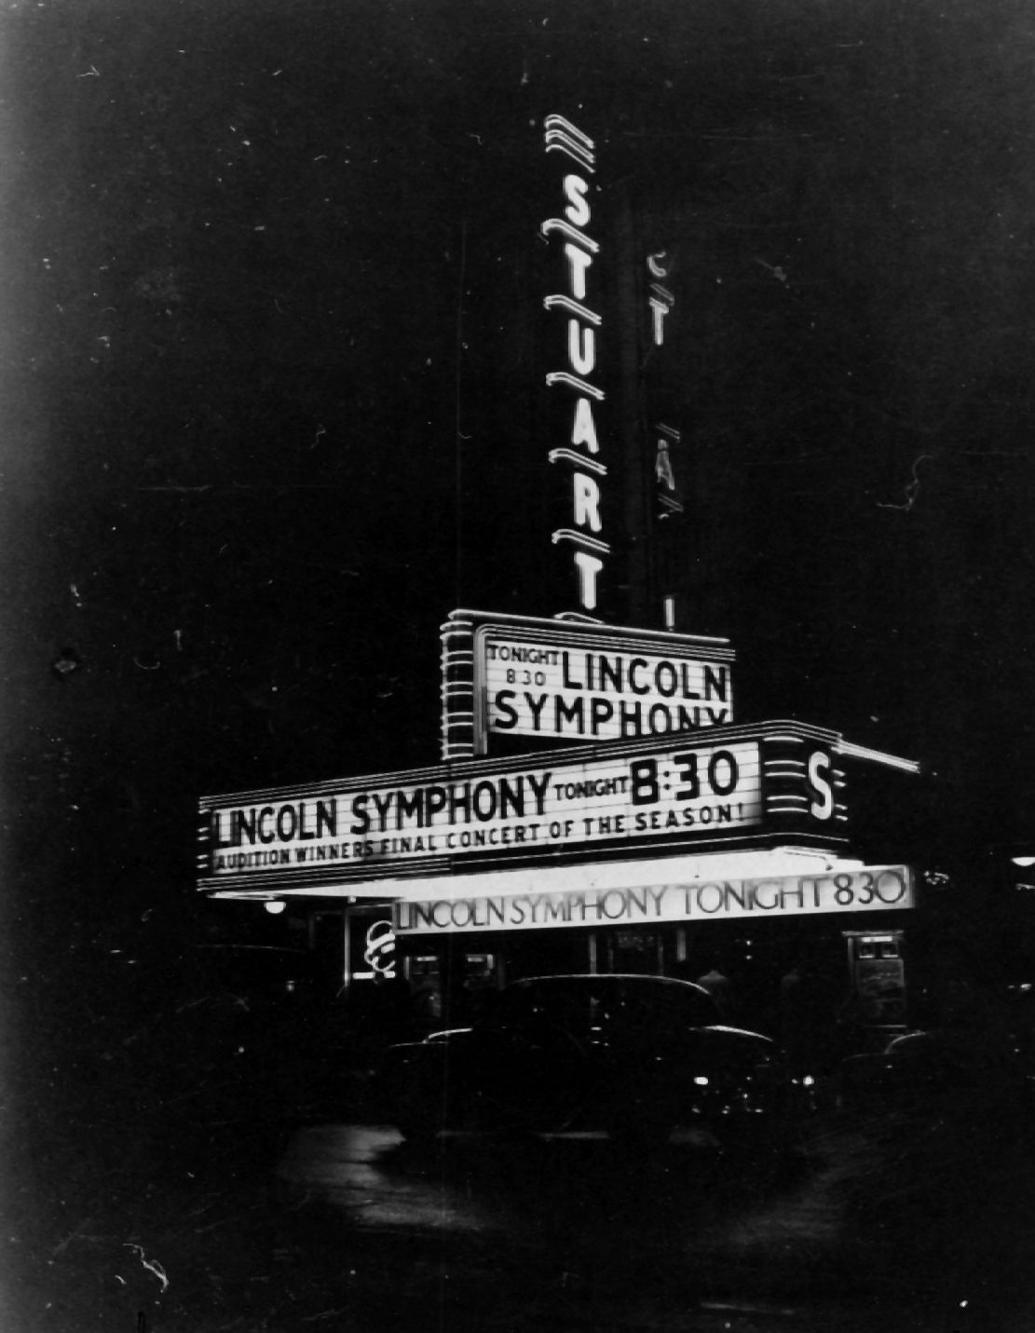 STUART
TONIGHT
8 30
LINCOLN
SYMPHONY
LINCOLN SYMPHONY TONIGHT 8:30
AUDITION WINNERS FINAL CONCERT OF THE SEASON!
S
LINCOLN SYMPHONY TONIGHT 830